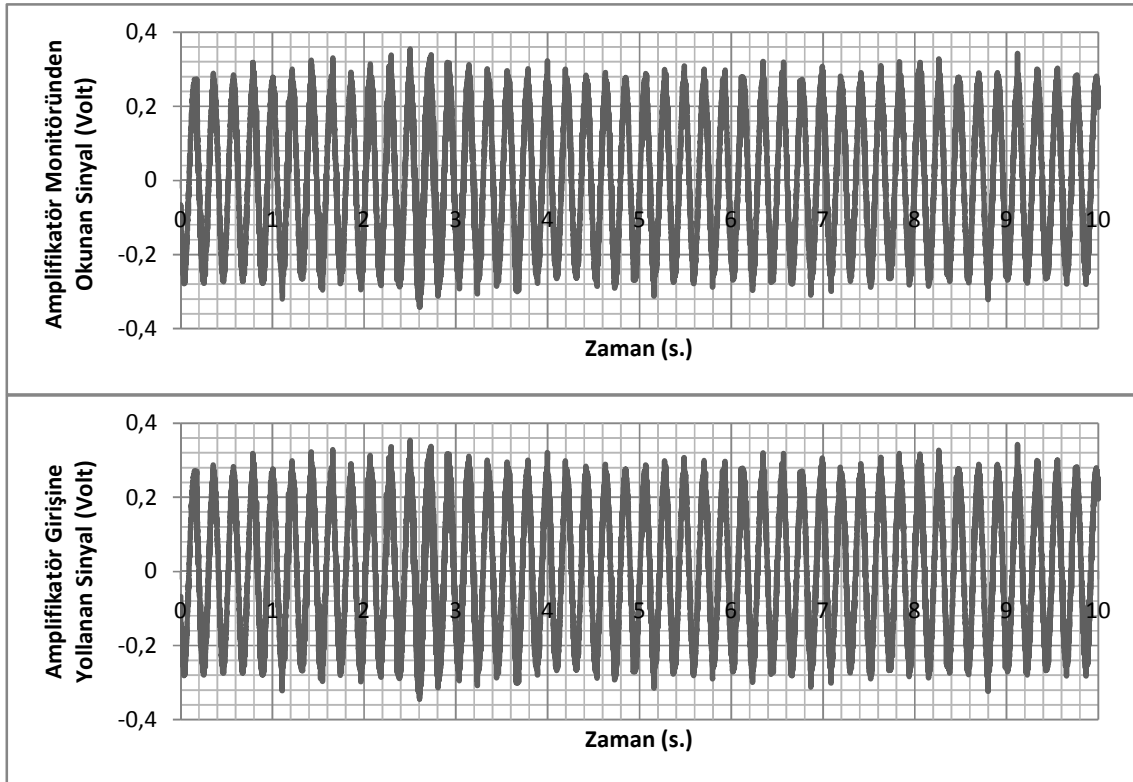 Amplifikatör Monitöründen
Okunan Sinyal (Volt)
0,4
0,2
0
-0,2
-0,4
0 1 2 3 4 5 6 7 8 9 10
Zaman (s.)
Amplifikatör Girişine
Yollanan Sinyal (Volt)
0,4
0,2
0
-0,2
-0,4
0 1 2 3 4 5 6 7 8 9 10
Zaman (s.)